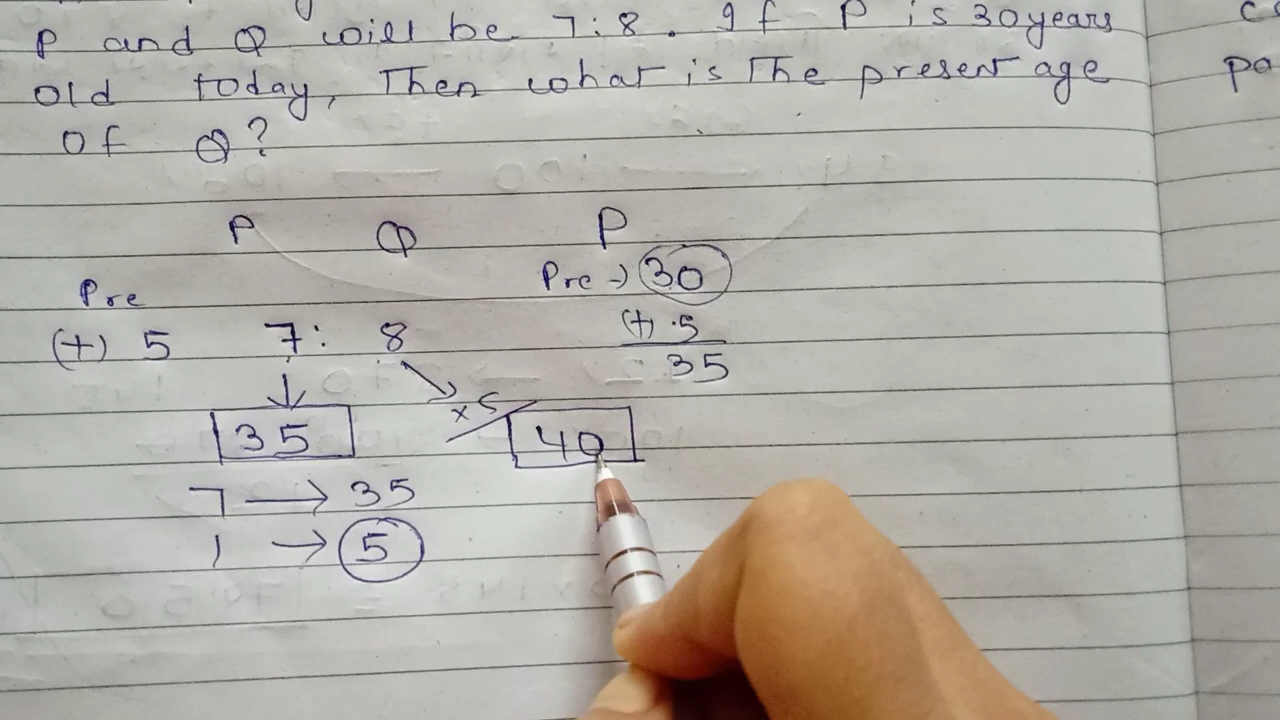 P and Q will be 7:8. If P is 30 years
old today, Then what is The present age
Of Q?
P Q P
Pre → 30
Pre
(+) 5 7: 8 (+) 5
35
×5
35 40
7 → 35
1 → 5